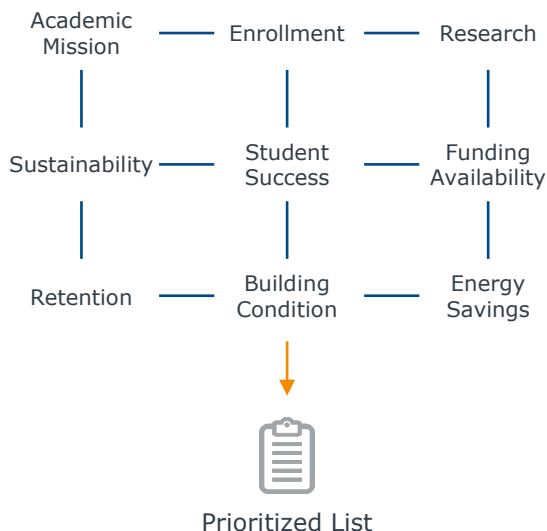 Academic
Mission
Enrollment
Research
Sustainability
Student
Success
Funding
Availability
Retention
Building
Condition
Energy
Savings
Prioritized List